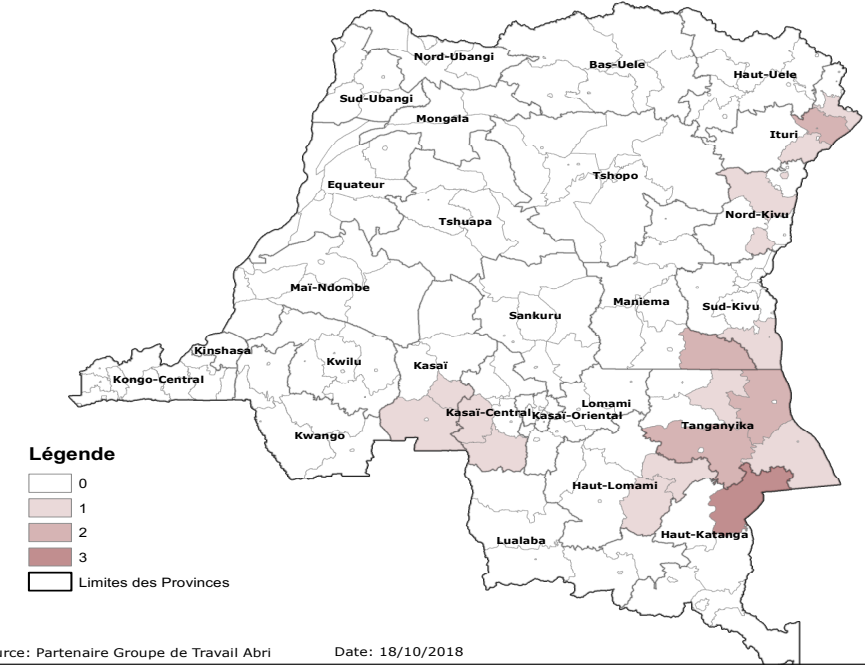 Nord-Ubangi
Bas-Uele
Haut-Uele
Sud-Ubangi
Mongala
Ituri
Tshopo
Equateur
Nord-Kivu
Tshuapa
Maï-Ndombe
Maniema
Sud-Kivu
Sankuru
Kinshasa
Kwilu
Kasaï
Kongo-Central
Lomami
Kasaï-Central
Kasaï-Oriental
Tanganyika
Kwango
Haut-Lomami
Lualaba
Haut-Katanga
Légende
0
1
2
3
Limites des Provinces
urce: Partenaire Groupe de Travail Abri Date: 18/10/2018